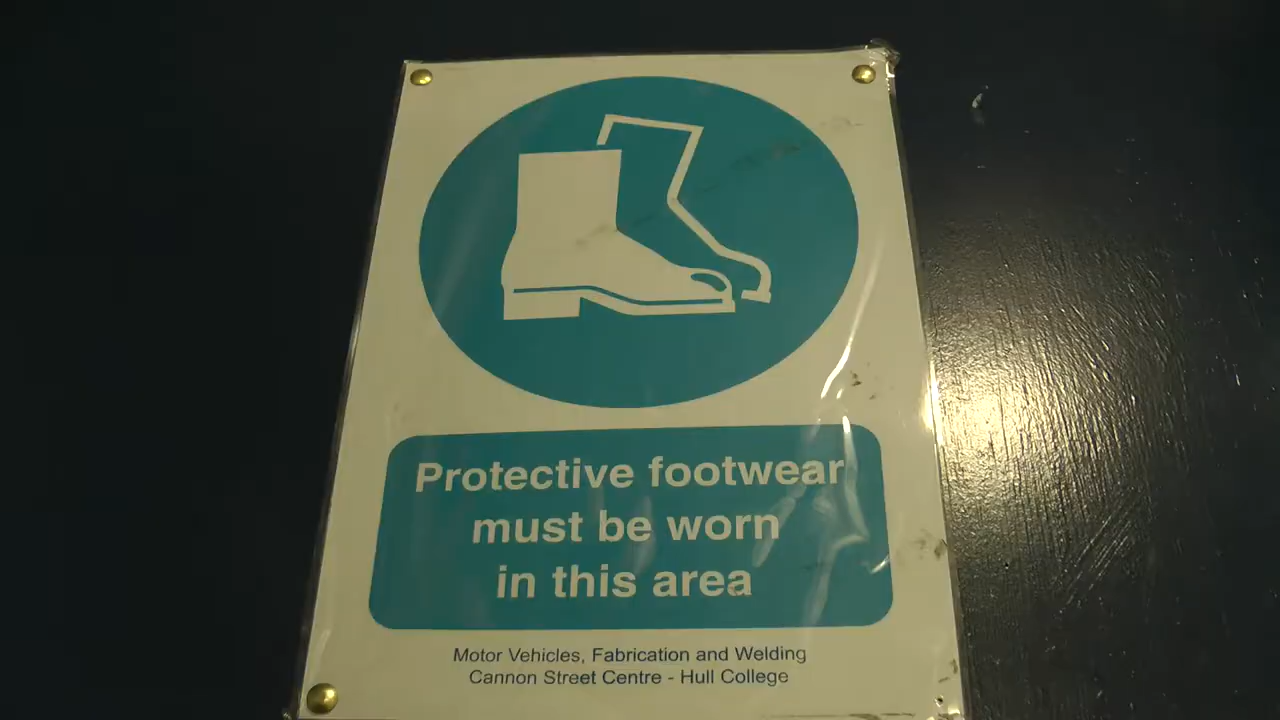 Protective footwear
must be worn
in this area
Motor Vehicles, Fabrication and Welding
Cannon Street Centre - Hull College